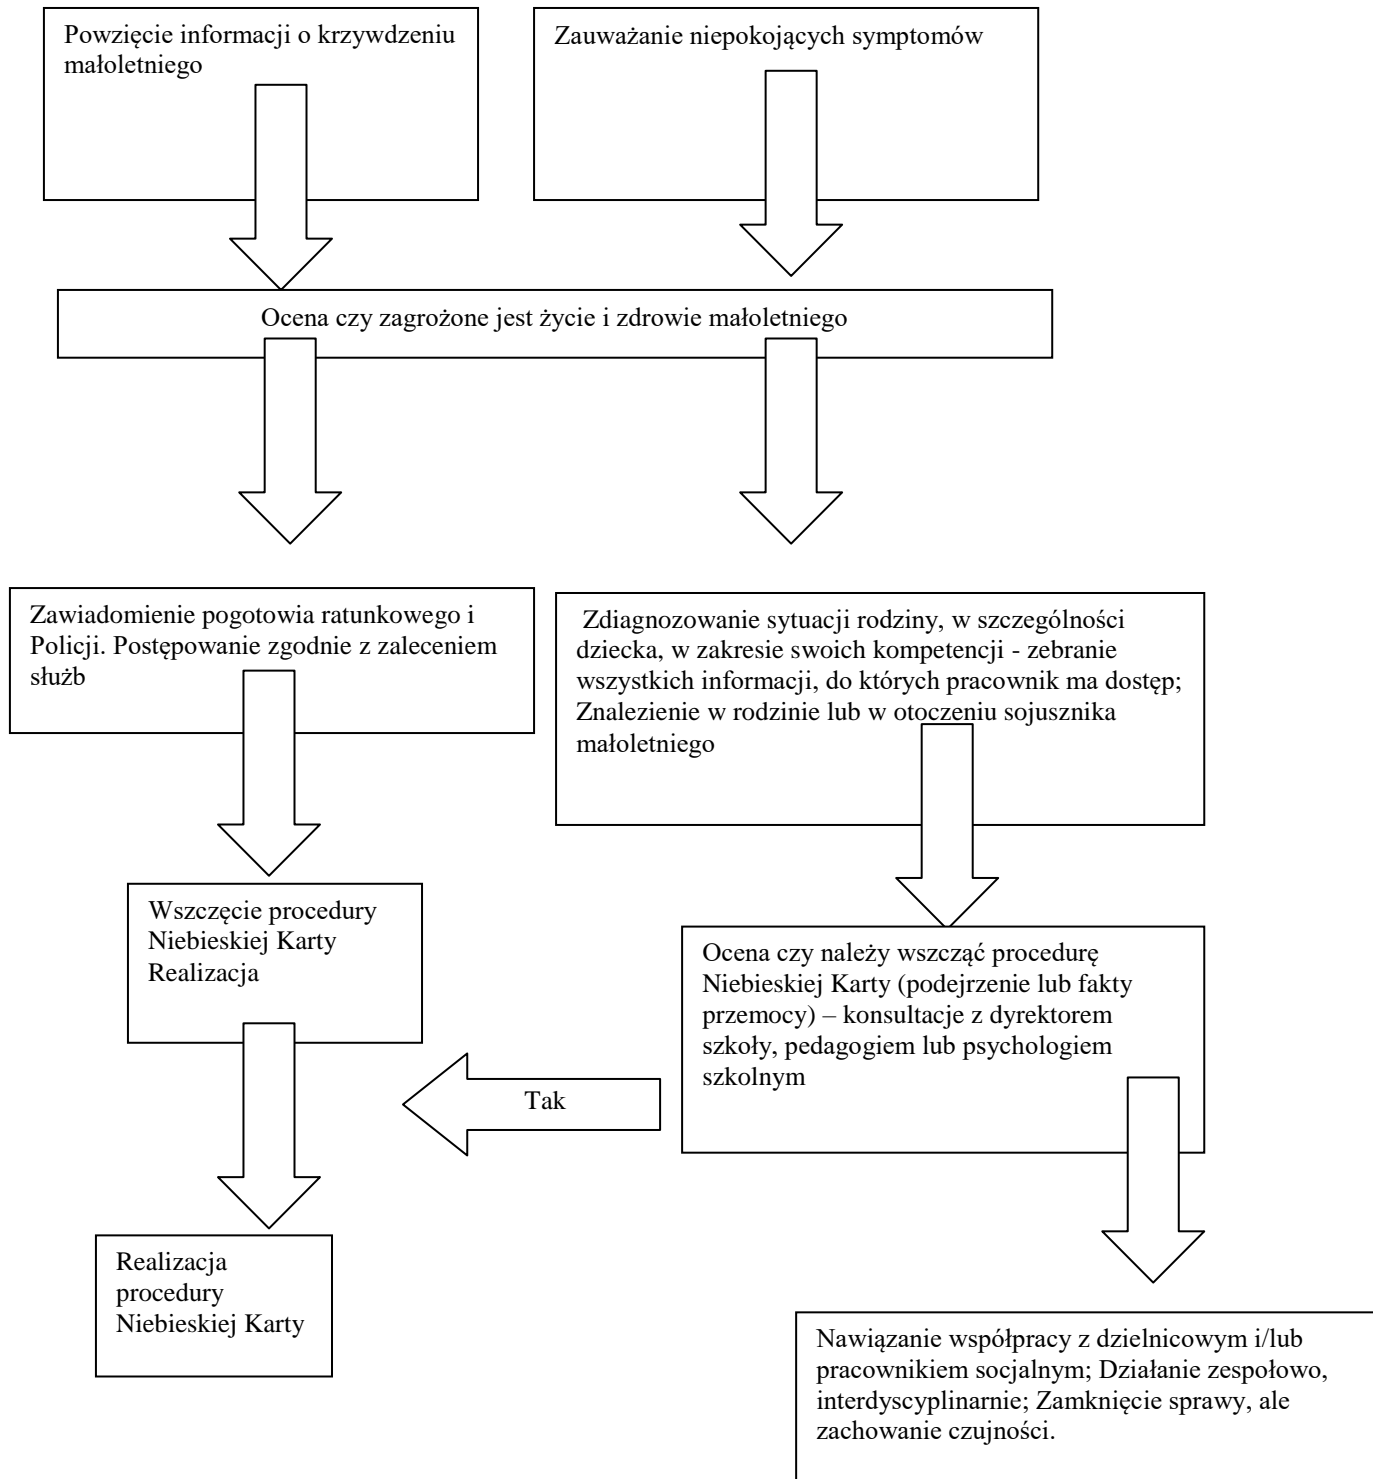 Powzięcie informacji o krzywdzeniu
małoletniego
Zauważanie niepokojących symptomów
Ocena czy zagrożone jest życie i zdrowie małoletniego
Zawiadomienie pogotowia ratunkowego i
Policji. Postępowanie zgodnie z zaleceniem
służb
Zdiagnozowanie sytuacji rodziny, w szczególności
dziecka, w zakresie swoich kompetencji - zebranie
wszystkich informacji, do których pracownik ma dostęp;
Znalezienie w rodzinie lub w otoczeniu sojusznika
małoletniego
Wszczęcie procedury
Niebieskiej Karty
Realizacja
Ocena czy należy wszcząć procedurę
Niebieskiej Karty (podejrzenie lub fakty
przemocy) – konsultacje z dyrektorem
szkoły, pedagogiem lub psychologiem
szkolnym
Tak
Realizacja
procedury
Niebieskiej Karty
Nawiązanie współpracy z dzielnicowym i/lub
pracownikiem socjalnym; Działanie zespołowo,
interdyscyplinarnie; Zamknięcie sprawy, ale
zachowanie czujności.